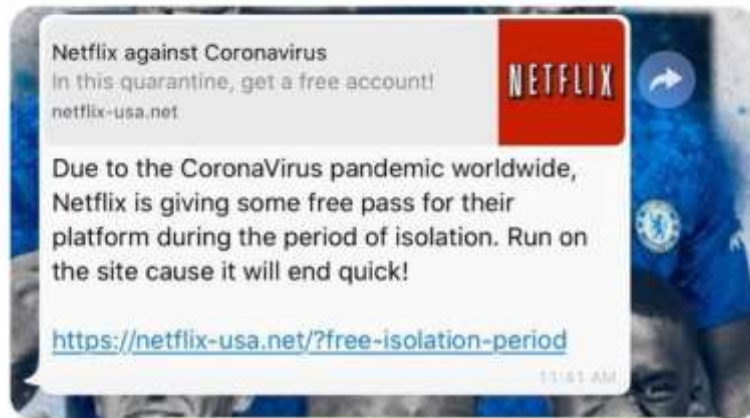 Netflix against Coronavirus
In this quarantine, get a free account!
netflix-usa.net
NETFLIX
Due to the CoronaVirus pandemic worldwide,
Netflix is giving some free pass for their
platform during the period of isolation. Run on
the site cause it will end quick!
https://netflix-usa.net/?free-isolation-period
11:41 AM